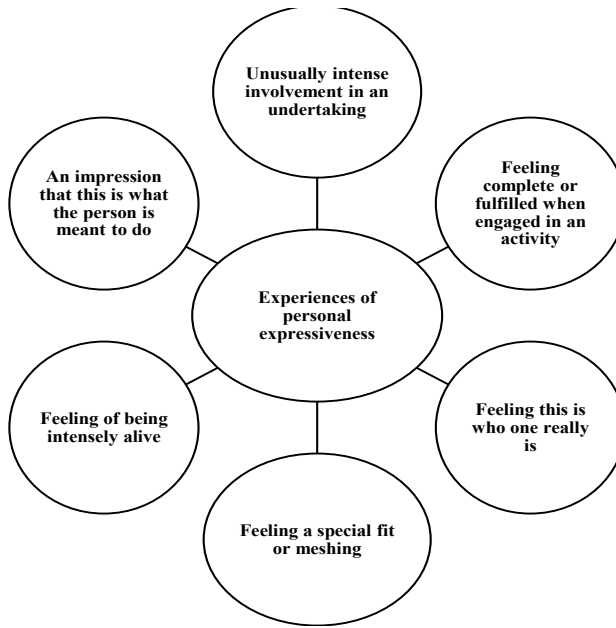 Unusually intense
involvement in an
undertaking
An impression
that this is what
the person is
meant to do
Feeling
complete or
fulfilled when
engaged in an
activity
Experiences of
personal
expressiveness
Feeling of being
intensely alive
Feeling this is
who one really
is
Feeling a special fit
or meshing